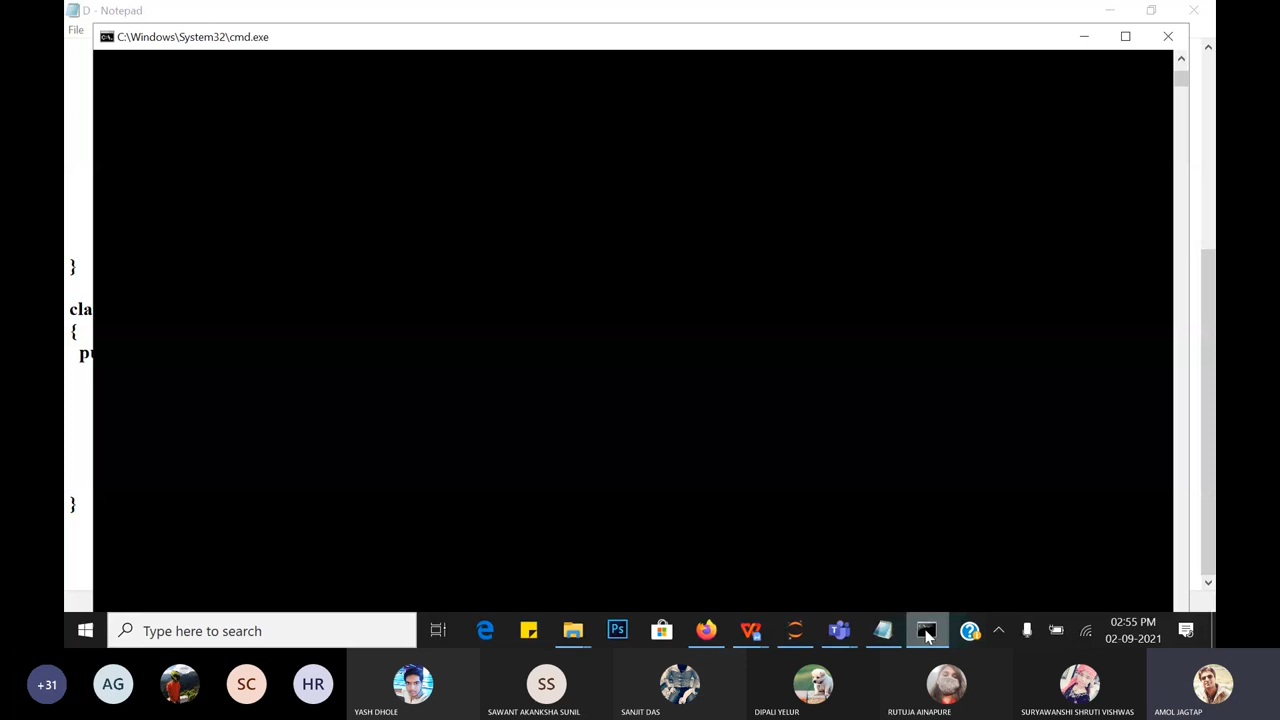 D - Notepad
File
C:\Windows\System32\cmd.exe
}
cla
{
pu
}
Type here to search
Ps
02:55 PM
02-09-2021
+31
AG
SC
HR
SS
YASH DHOLE
SAWANT AKANKSHA SUNIL
SANJIT DAS
DIPALI YELUR
RUTUJA AINAPURE
SURYAWANSHI SHRUTI VISHWAS
AMOL JAGTAP